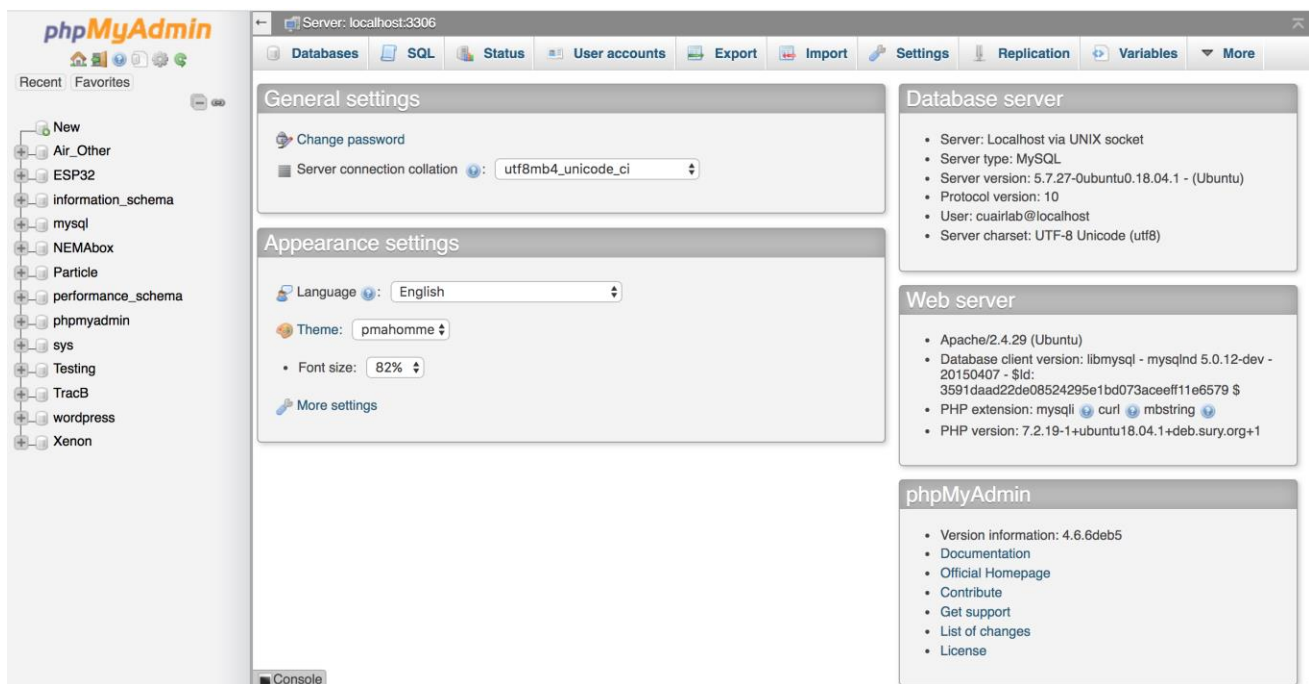 phpMyAdmin
Recent Favorites
New
Air_Other
ESP32
information_schema
mysql
NEMAbox
Particle
performance_schema
phpmyadmin
sys
Testing
TracB
wordpress
Xenon
Server: localhost:3306
Databases SQL Status User accounts Export Import Settings Replication Variables More
General settings
Change password
Server connection collation : utf8mb4_unicode_ci
Appearance settings
Language : English
Theme: pmahomme
• Font size: 82%
More settings
Database server
• Server: Localhost via UNIX socket
• Server type: MySQL
• Server version: 5.7.27-0ubuntu0.18.04.1 - (Ubuntu)
• Protocol version: 10
• User: cuairlab@localhost
• Server charset: UTF-8 Unicode (utf8)
Web server
• Apache/2.4.29 (Ubuntu)
• Database client version: libmysql - mysqlnd 5.0.12-dev -
20150407 - $Id:
3591daad22de08524295e1bd073aceeff11e6579 $
• PHP extension: mysqli curl mbstring
• PHP version: 7.2.19-1+ubuntu18.04.1+deb.sury.org+1
phpMyAdmin
• Version information: 4.6.6deb5
• Documentation
• Official Homepage
• Contribute
• Get support
• List of changes
• License
Console